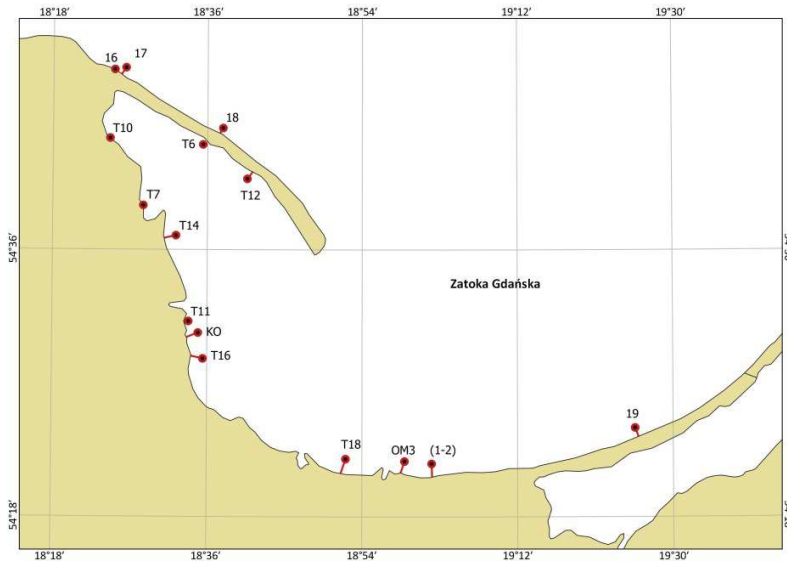 18°18′ 18°36′ 18°54′ 19°12′ 19°30′
16 17
18
T10
T6
T12
T7
T14
54°36′
Zatoka Gdańska
T11
KO
T16
19
T18 OM3 (1-2)
54°18′
18°18′ 18°36′ 18°54′ 19°12′ 19°30′